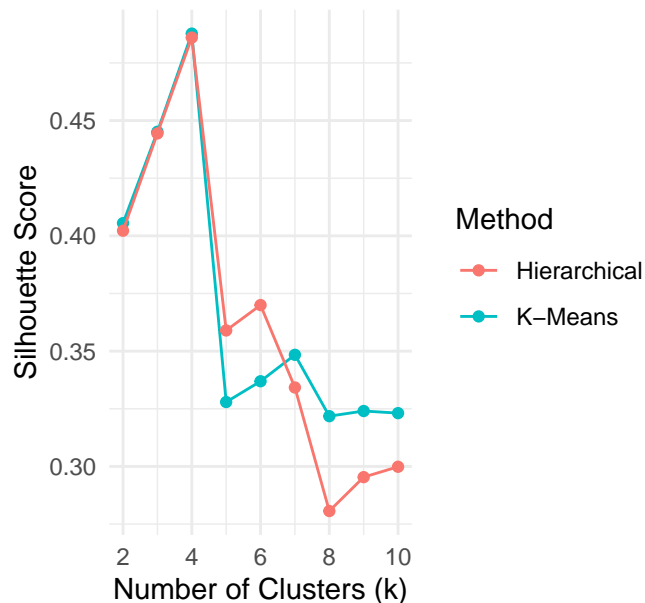 Silhouette Score
0.45
0.40
0.35
0.30
2 4 6 8 10
Number of Clusters (k)
Method
Hierarchical
K−Means